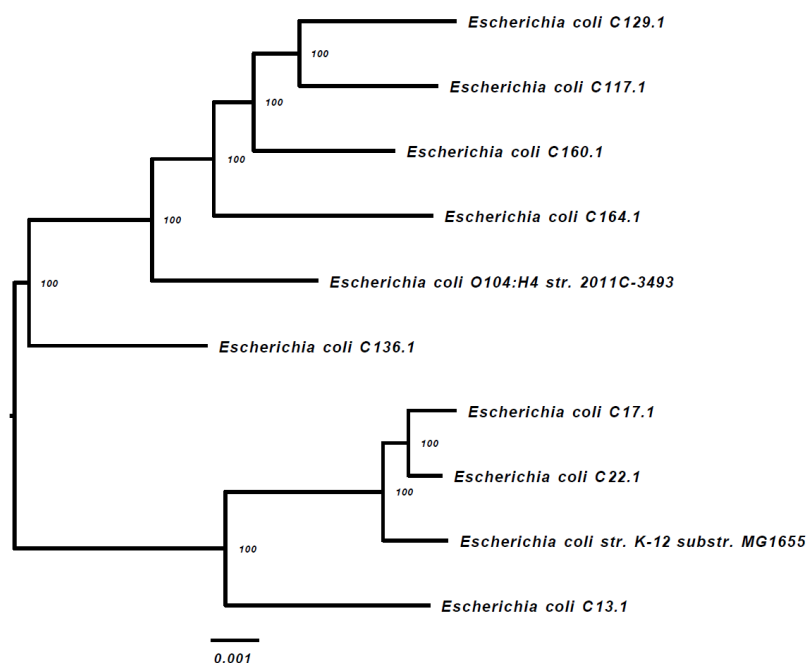 Escherichia coli C129.1
100
Escherichia coli C117.1
100
Escherichia coli C160.1
100
Escherichia coli C164.1
100
Escherichia coli O104:H4 str. 2011C-3493
100
Escherichia coli C136.1
Escherichia coli C17.1
100
Escherichia coli C22.1
100
Escherichia coli str. K-12 substr. MG1655
100
Escherichia coli C13.1
0.001